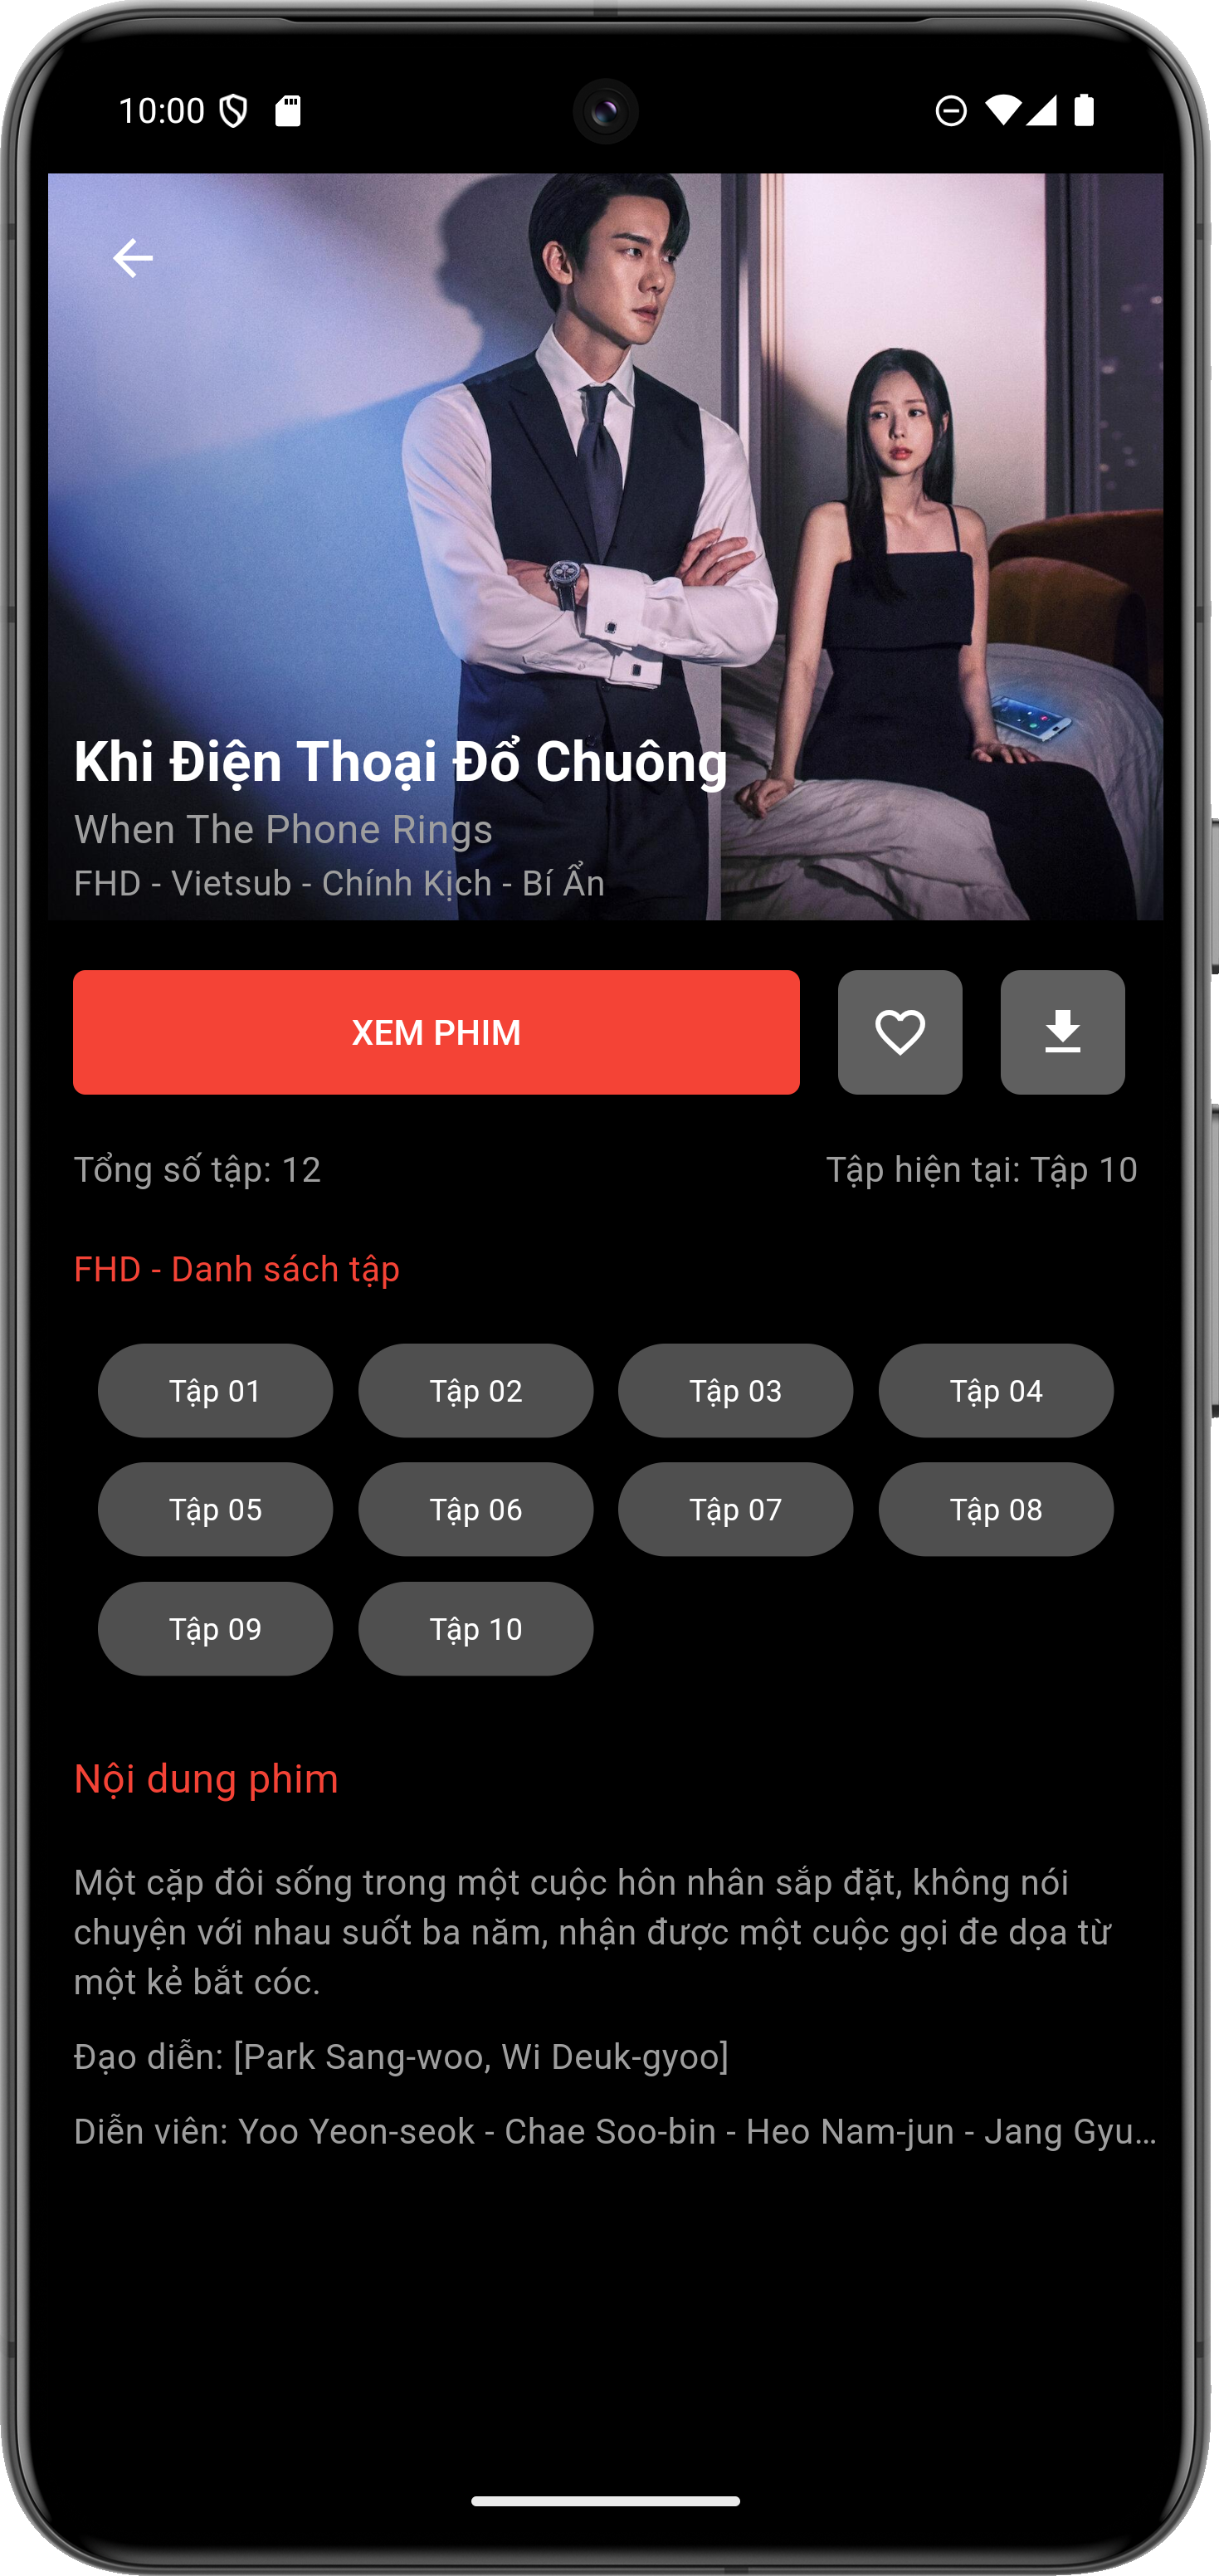 10:00
Khi Điện Thoại Đổ Chuông
When The Phone Rings
FHD - Vietsub - Chính Kịch - Bí Ẩn
XEM PHIM
Tổng số tập: 12
Tập hiện tại: Tập 10
FHD - Danh sách tập
Tập 01
Tập 02
Tập 03
Tập 04
Tập 05
Tập 06
Tập 07
Tập 08
Tập 09
Tập 10
Nội dung phim
Một cặp đôi sống trong một cuộc hôn nhân sắp đặt, không nói
chuyện với nhau suốt ba năm, nhận được một cuộc gọi đe dọa từ
một kẻ bắt cóc.
Đạo diễn: [Park Sang-woo, Wi Deuk-gyoo]
Diễn viên: Yoo Yeon-seok - Chae Soo-bin - Heo Nam-jun - Jang Gyu...